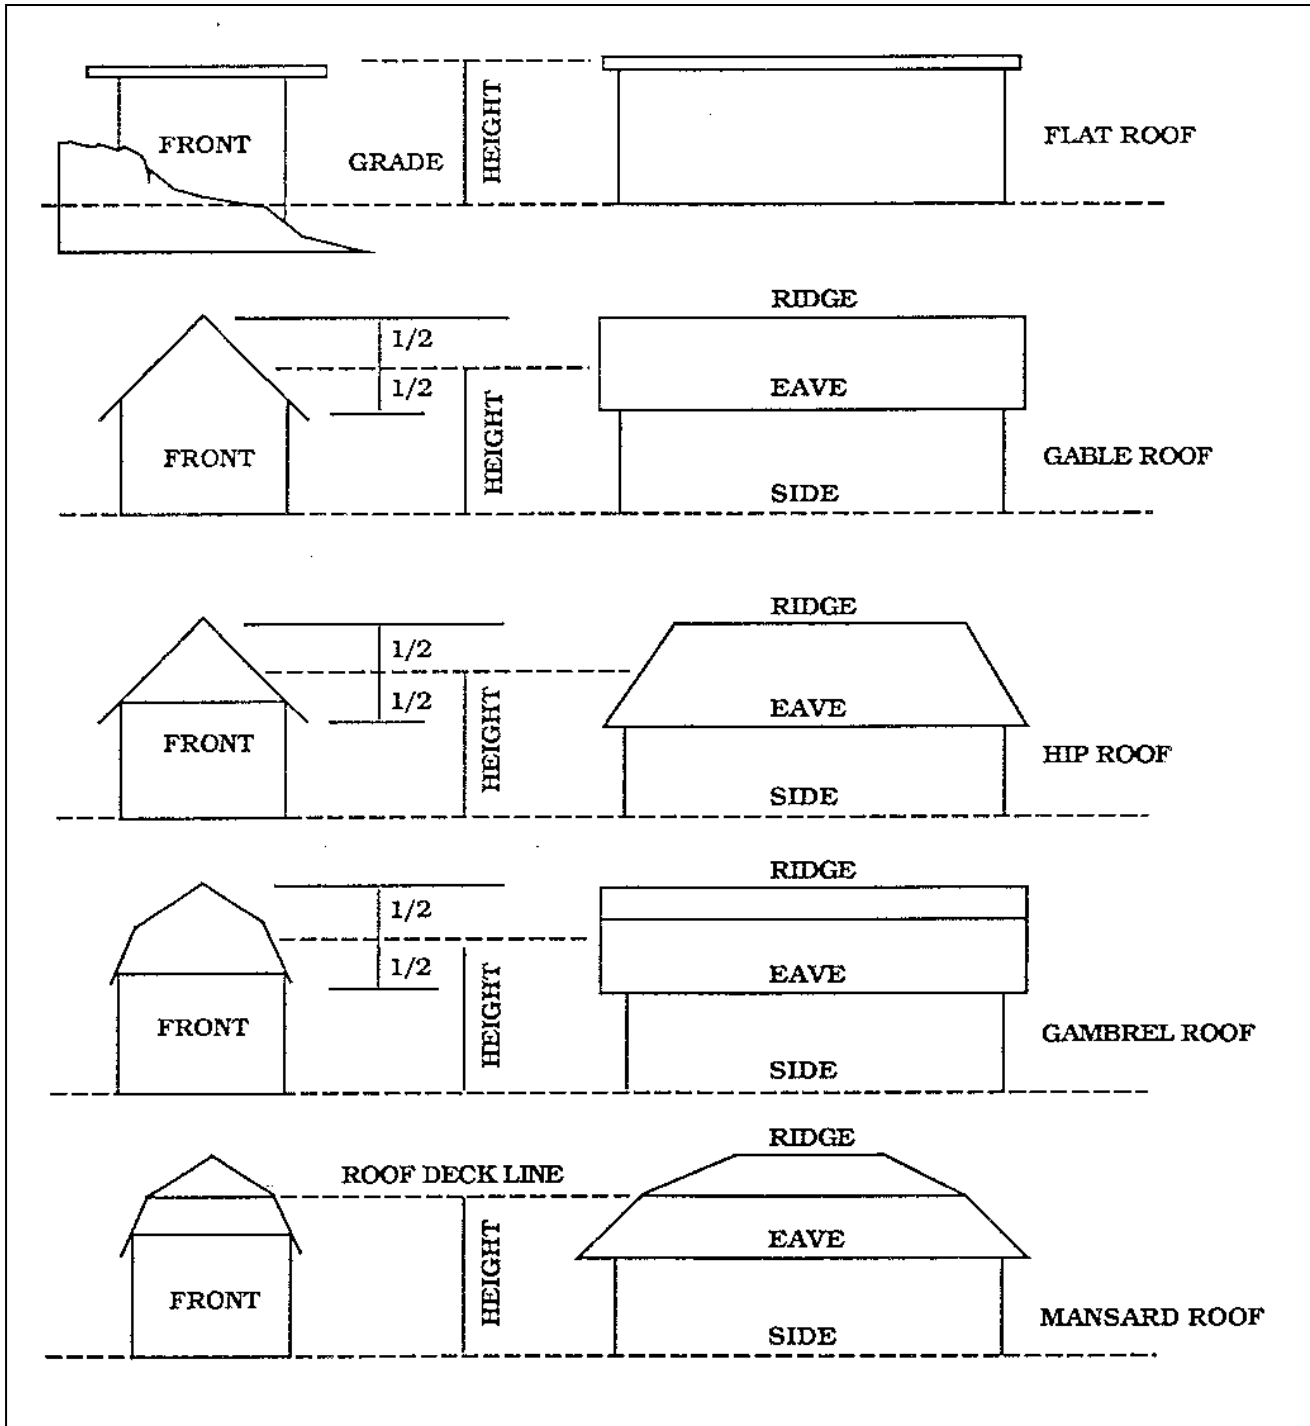 FRONT
GRADE
HEIGHT
FLAT ROOF
RIDGE
1/2
1/2
EAVE
HEIGHT
FRONT
GABLE ROOF
SIDE
RIDGE
1/2
1/2
EAVE
FRONT
HEIGHT
HIP ROOF
SIDE
RIDGE
1/2
1/2
EAVE
HEIGHT
FRONT
GAMBREL ROOF
SIDE
RIDGE
ROOF DECK LINE
EAVE
HEIGHT
FRONT
MANSARD ROOF
SIDE